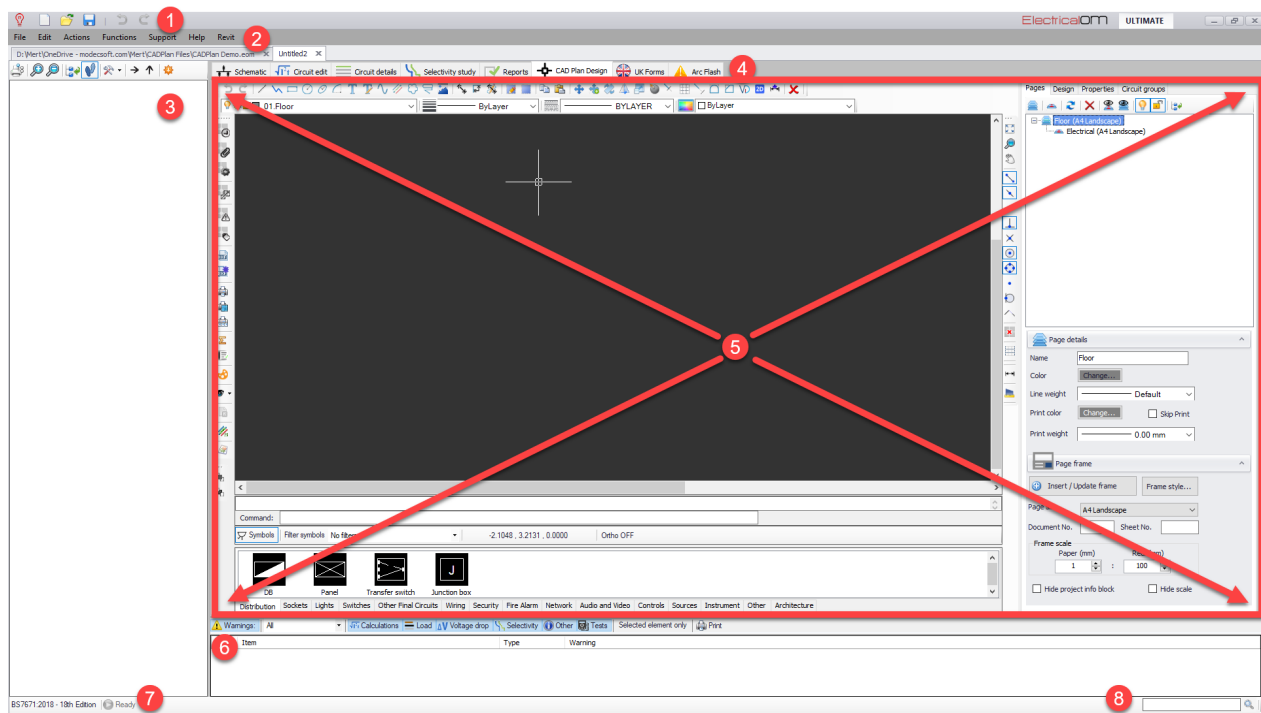 1
ElectricalOM ULTIMATE
File Edit Actions Functions Support Help Revit
2
D:\Mert\OneDrive - modecsoft.com\Mert\CADPlan Files\CADPlan Demo.eom Untitled2
3
Schematic Circuit edit Circuit details Selectivity study Reports CAD Plan Design UK Forms Arc Flash
4
01.Floor ByLayer BYLAYER ByLayer
Pages Design Properties Circuit groups
Floor (A4 Landscape)
Electrical (A4 Landscape)
5
Page details
Name Floor
Color Change...
Line weight Default
Print color Change... Skip Print
Print weight 0.00 mm
Page frame
Insert / Update frame Frame style...
Page A4 Landscape
Document No. Sheet No.
Frame scale
Paper (mm)
1 : 100
Hide project info block Hide scale
Command:
Symbols Filter symbols No filter -2.1048 , 3.2131 , 0.0000 Ortho OFF
J
DB Panel Transfer switch Junction box
Distribution Sockets Lights Switches Other Final Circuits Wiring Security Fire Alarm Network Audio and Video Controls Sources Instrument Other Architecture
Warnings: All Calculations Load Voltage drop Selectivity Other Tests Selected element only Print
6
Item Type Warning
BS7671:2018 - 18th Edition Ready
7
8